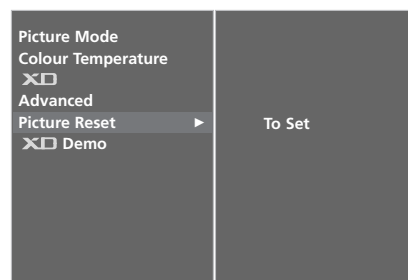 Picture Mode
Colour Temperature
XD
Advanced
Picture Reset ►
To Set
XD Demo